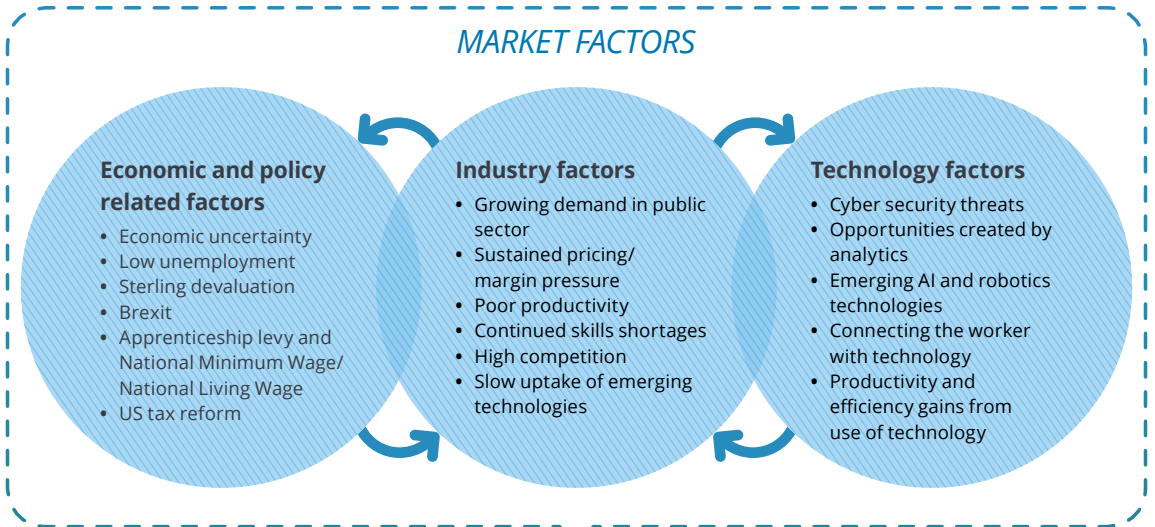 MARKET FACTORS
Economic and policy
related factors
• Economic uncertainty
• Low unemployment
• Sterling devaluation
• Brexit
• Apprenticeship levy and
National Minimum Wage/
National Living Wage
• US tax reform
Industry factors
• Growing demand in public
sector
• Sustained pricing/
margin pressure
• Poor productivity
• Continued skills shortages
• High competition
• Slow uptake of emerging
technologies
Technology factors
• Cyber security threats
• Opportunities created by
analytics
• Emerging AI and robotics
technologies
• Connecting the worker
with technology
• Productivity and
efficiency gains from
use of technology